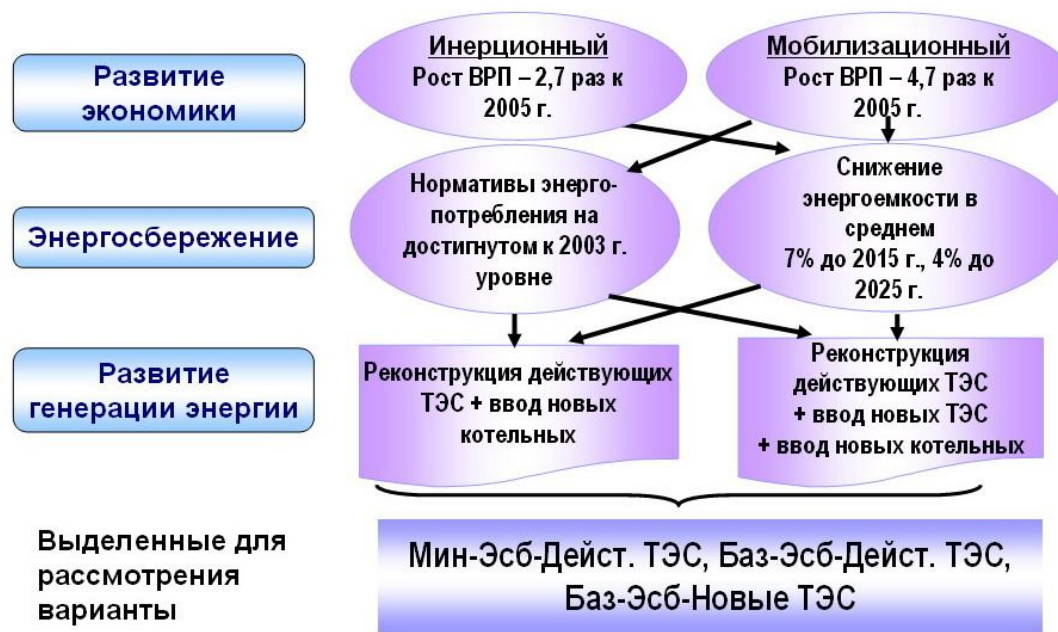 Развитие
экономики
Инерционный
Рост ВРП – 2,7 раз к
2005 г.
Мобилизационный
Рост ВРП – 4,7 раз к
2005 г.
Энергосбережение
Нормативы энерго-
потребления на
достигнутом к 2003 г.
уровне
Снижение
энергоемкости в
среднем
7% до 2015 г., 4% до
2025 г.
Развитие
генерации энергии
Реконструкция действующих
ТЭС + ввод новых
котельных
Реконструкция
действующих ТЭС
+ ввод новых ТЭС
+ ввод новых котельных
Выделенные для
рассмотрения
варианты
Мин-Эсб-Дейст. ТЭС, Баз-Эсб-Дейст. ТЭС,
Баз-Эсб-Новые ТЭС